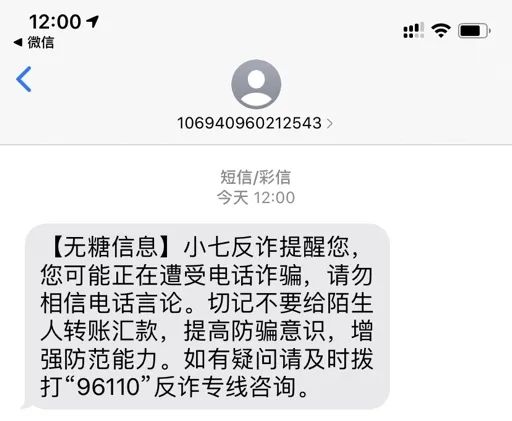 12:00
微信
106940960212543
短信/彩信
今天 12:00
【无糖信息】小七反诈提醒您，
您可能正在遭受电话诈骗，请勿
相信电话言论。切记不要给陌生
人转账汇款，提高防骗意识，增
强防范能力。如有疑问请及时拨
打“96110”反诈专线咨询。